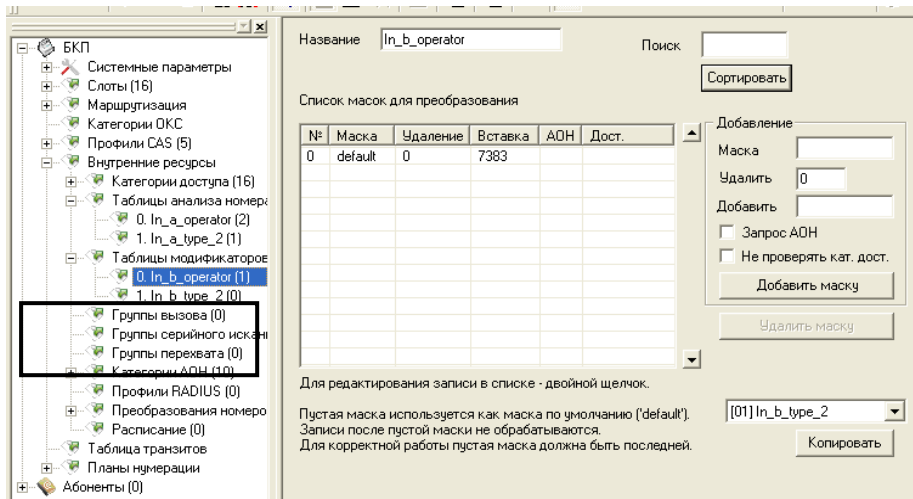 БКП
Системные параметры
Слоты (16)
Маршрутизация
Категории ОКС
Профили CAS (5)
Внутренние ресурсы
Категории доступа (16)
Таблицы анализа номера
0. In_a_operator (2)
1. In_a_type_2 (1)
Таблицы модификаторов
0. In_b_operator (1)
1. In_b_type_2 (0)
Группы вызова (0)
Группы серийного искани
Группы перехвата (0)
Категории АОН (10)
Профили RADIUS (0)
Преобразования номеро
Расписание (0)
Таблица транзитов
Планы нумерации
Абоненты (0)
Название In_b_operator Поиск
Сортировать
Список масок для преобразования
№ Маска Удаление Вставка АОН Дост.
0 default 0 7383
Добавление
Маска
Удалить 0
Добавить
Запрос АОН
Не проверять кат. дост.
Добавить маску
Удалить маску
Для редактирования записи в списке - двойной щелчок.
Пустая маска используется как маска по умолчанию ('default').
Записи после пустой маски не обрабатываются.
Для корректной работы пустая маска должна быть последней.
[01] In_b_type_2
Копировать